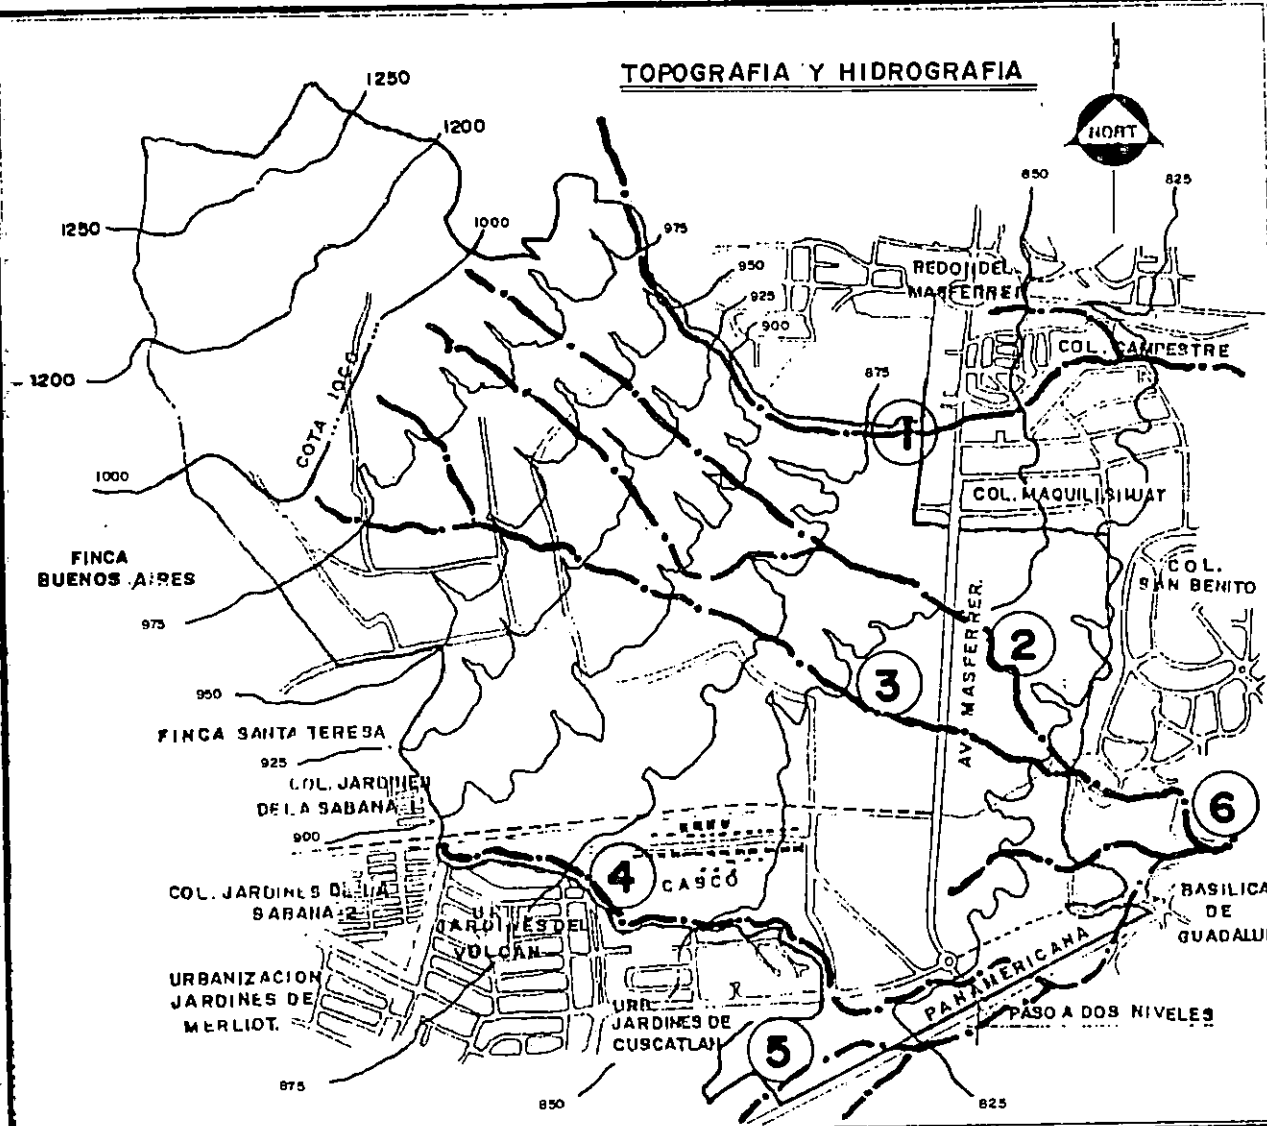 TOPOGRAFIA Y HIDROGRAFIA
NORT
1250
1200
850
825
1250
1000
975
950
925
900
REDONDEL
MASFERRER
COL. CAMPESTRE
1200
875
COTA
1
1000
COL. MAQUILISHUAT
FINCA
BUENOS AIRES
COL.
SAN BENITO
975
AV MASFERRER.
2
3
950
FINCA SANTA TERESA
925
COL. JARDINES
DE LA SABANA 1
900
6
4
CASCO
COL. JARDINES DE LA
SABANA 2
URB.
JARDINES DEL
VOLCAN
BASILICA
DE
GUADALU
URBANIZACION
JARDINES DE
MERLIOT.
PANAMERICANA
URB.
JARDINES DE
CUSCATLAN
PASO A DOS NIVELES
5
875
850
825